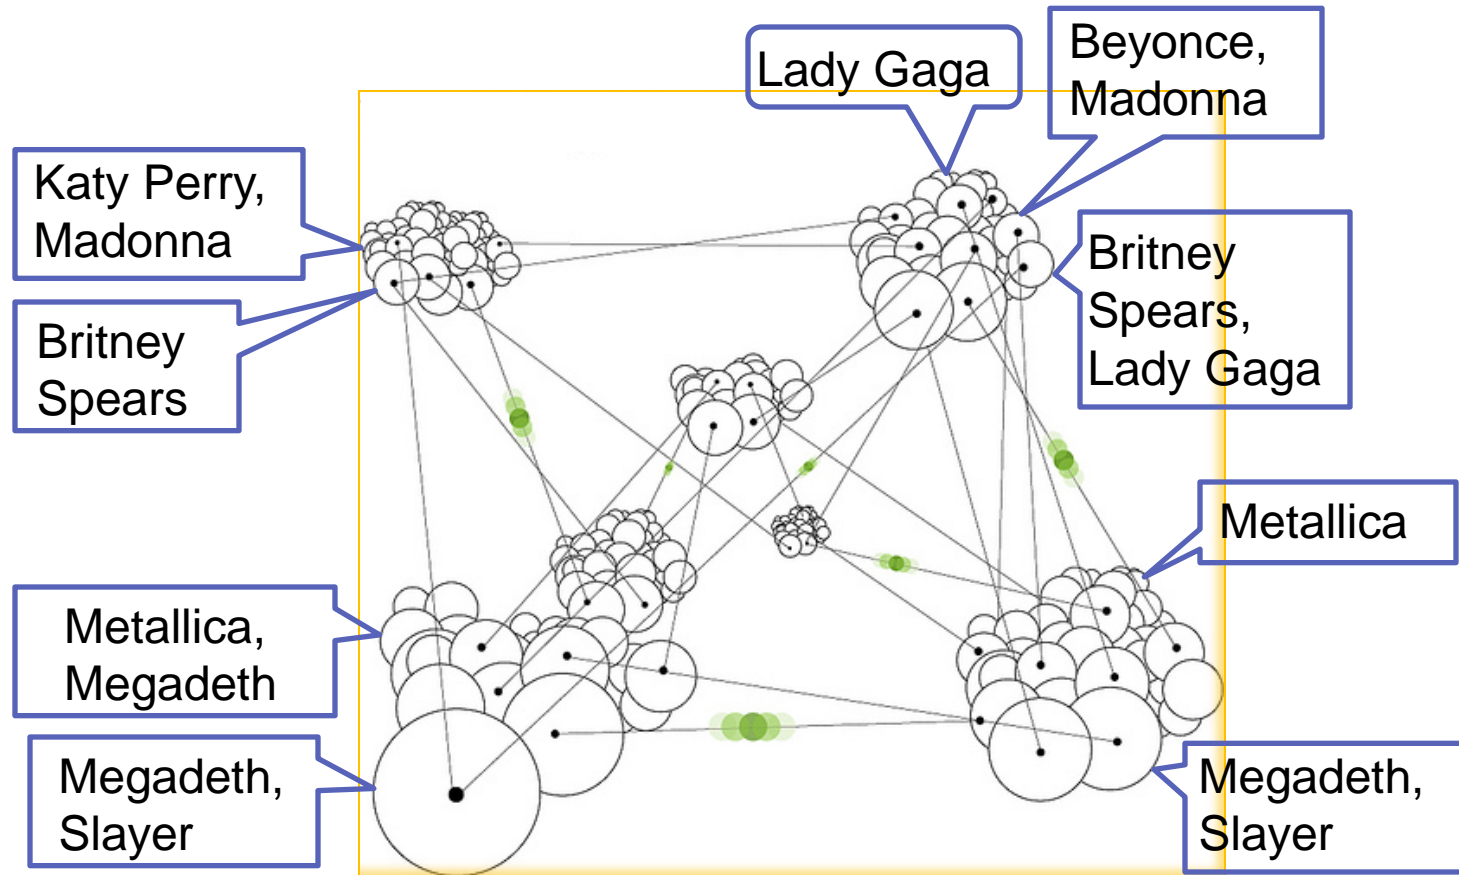 Lady Gaga
Beyonce,
Madonna
Katy Perry,
Madonna
Britney
Spears,
Lady Gaga
Britney
Spears
Metallica
Metallica,
Megadeth
Megadeth,
Slayer
Megadeth,
Slayer